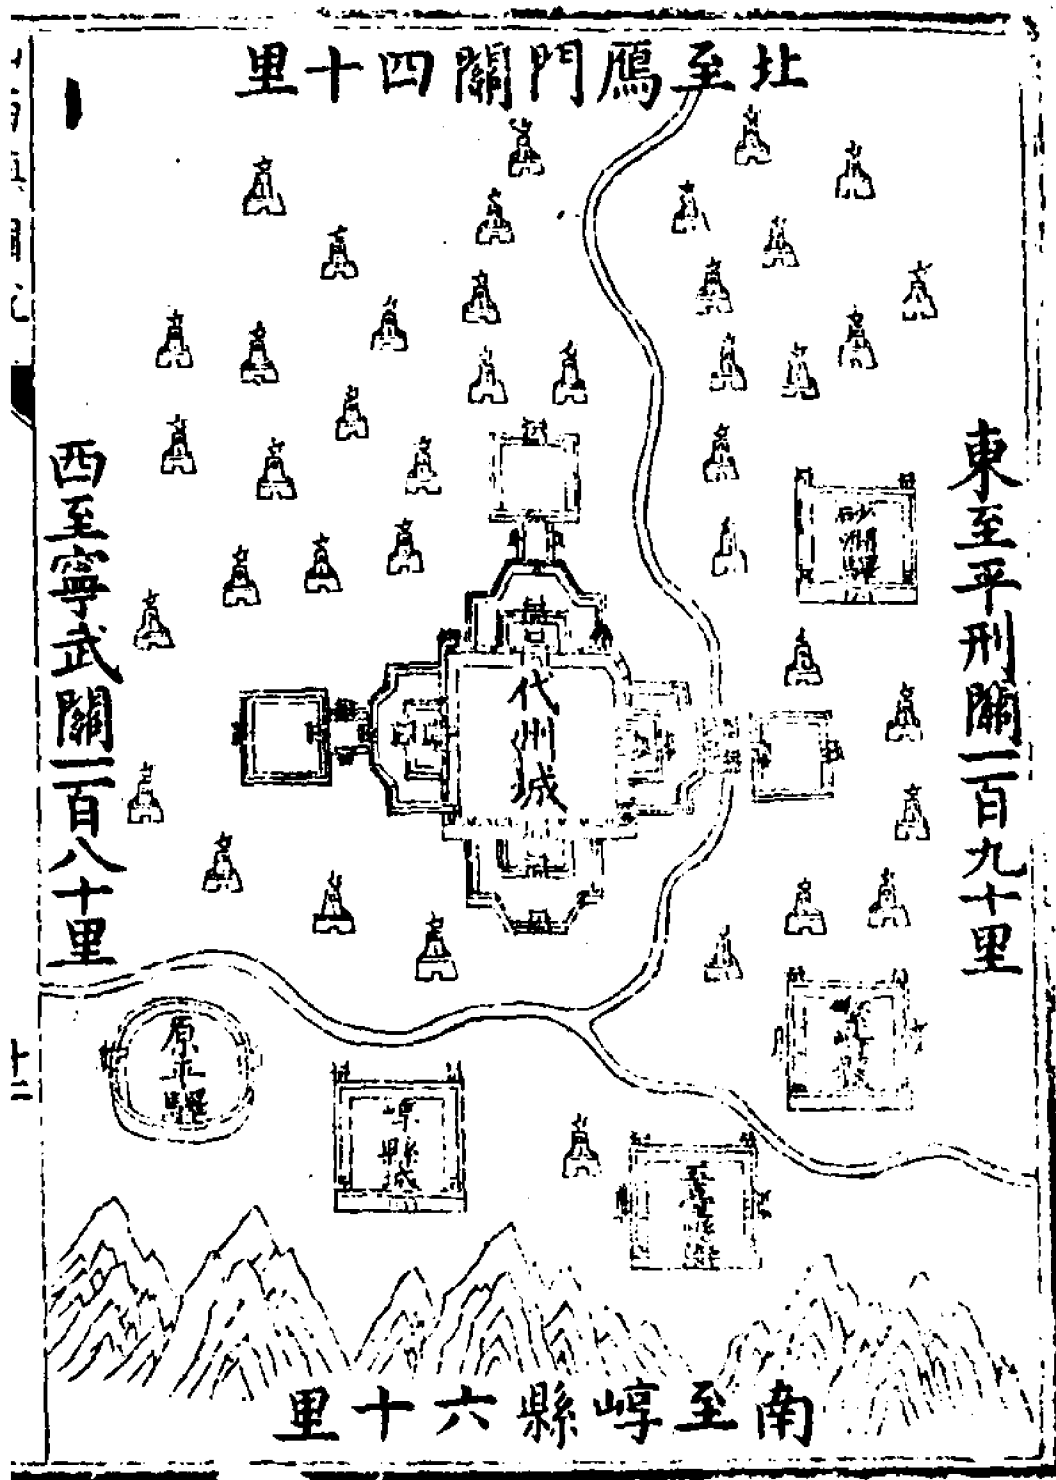 北至鴈門關四十里
東至平刑關一百九十里
西至寧武關一百八十里
南至崞縣六十里
代州城
原平驛
崞縣城
十二